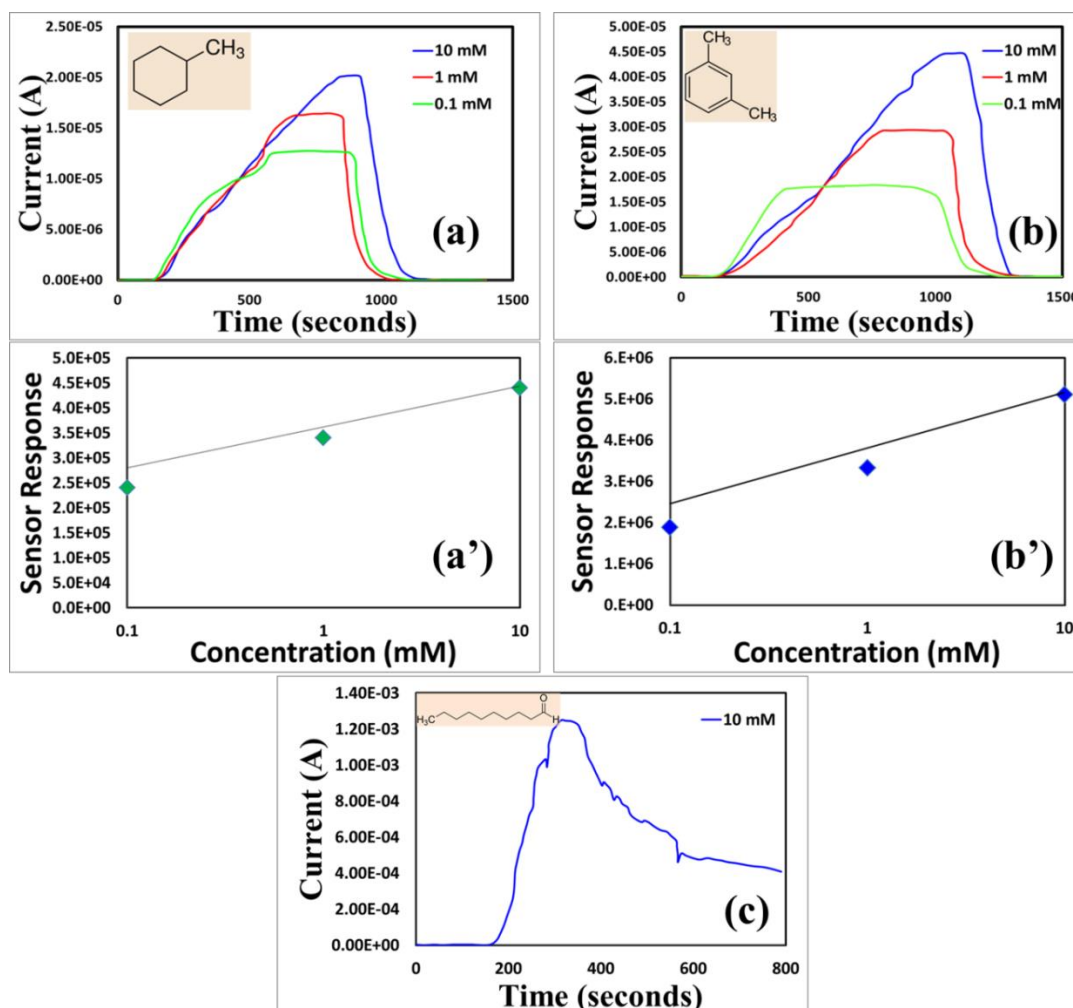 2.50E-05
2.00E-05
1.50E-05
1.00E-05
5.00E-06
0.00E+00
Current (A)
CH3
10 mM
1 mM
0.1 mM
(a)
0
500
1000
1500
Time (seconds)
5.00E-05
4.50E-05
4.00E-05
3.50E-05
3.00E-05
2.50E-05
2.00E-05
1.50E-05
1.00E-05
5.00E-06
0.00E+00
Current (A)
CH3
CH3
10 mM
1 mM
0.1 mM
(b)
0
500
1000
1500
Time (seconds)
5.0E+05
4.5E+05
4.0E+05
3.5E+05
3.0E+05
2.5E+05
2.0E+05
1.5E+05
1.0E+05
5.0E+04
0.0E+00
Sensor Response
(a’)
0.1
1
10
Concentration (mM)
6.E+06
5.E+06
4.E+06
3.E+06
2.E+06
1.E+06
0.E+00
Sensor Response
(b’)
0.1
1
10
Concentration (mM)
1.40E-03
1.20E-03
1.00E-03
8.00E-04
6.00E-04
4.00E-04
2.00E-04
0.00E+00
Current (A)
H3C
O
H
10 mM
(c)
0
200
400
600
800
Time (seconds)